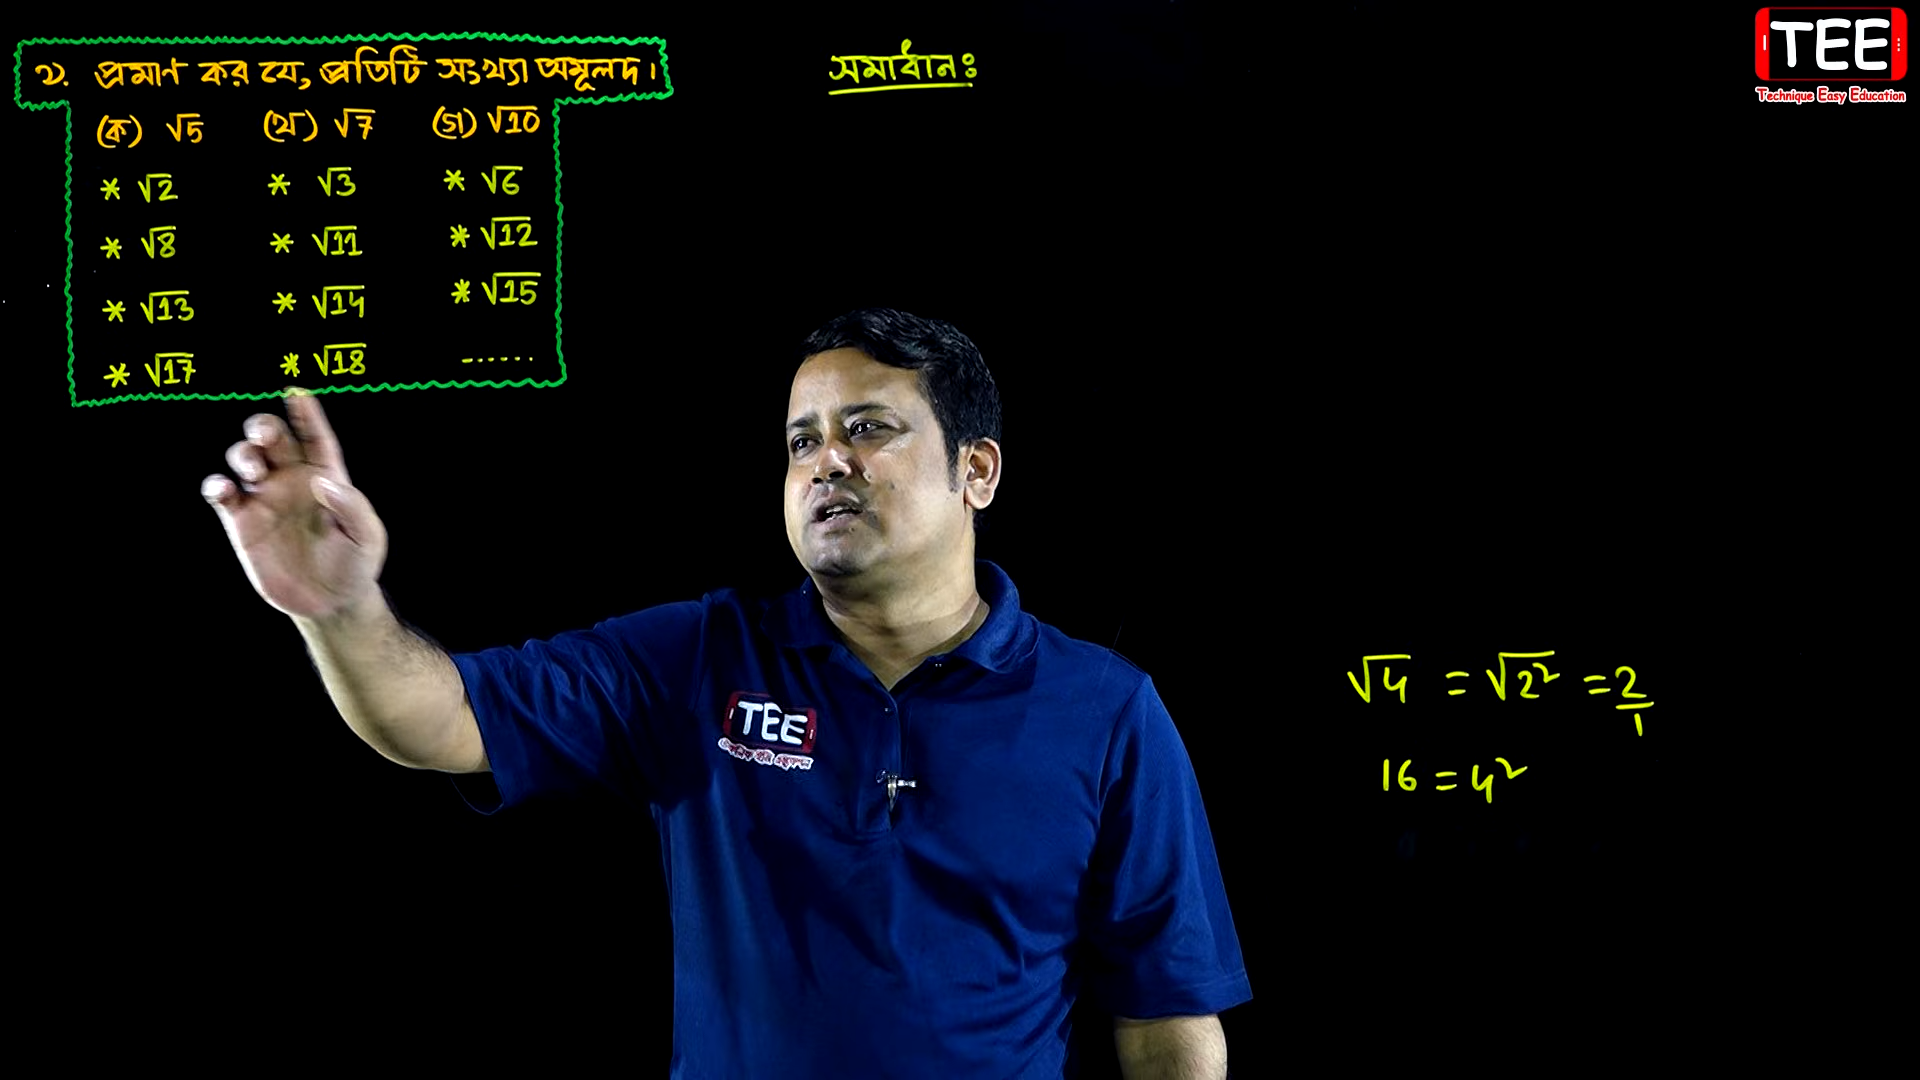 ১. প্রমাণ কর যে, প্রতিটি সংখ্যা অমূলদ।
(ক) √5 (খ) √7 (গ) √10
* √2 * √3 * √6
* √8 * √11 * √12
* √13 * √14 * √15
* √17 * √18 ......
সমাধানঃ
TEE
Technique Easy Education
TEE
√4 = √2² = 2/1
16 = 4²